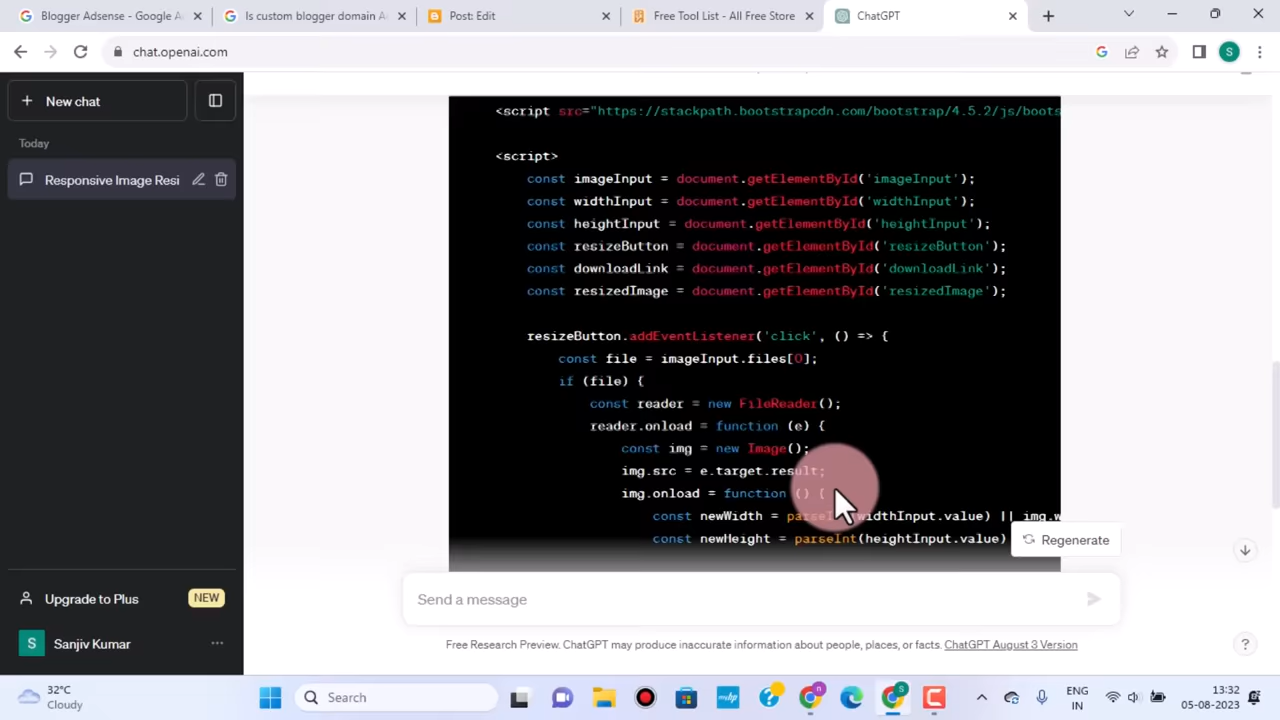 Blogger Adsense - Google A
Is custom blogger domain A
Post: Edit
Free Tool List - All Free Store
ChatGPT
chat.openai.com
G
S
New chat
Today
Responsive Image Resi
<script src="https://stackpath.bootstrapcdn.com/bootstrap/4.5.2/js/boots
<script>
const imageInput = document.getElementById('imageInput');
const widthInput = document.getElementById('widthInput');
const heightInput = document.getElementById('heightInput');
const resizeButton = document.getElementById('resizeButton');
const downloadLink = document.getElementById('downloadLink');
const resizedImage = document.getElementById('resizedImage');
resizeButton.addEventListener('click', () => {
const file = imageInput.files[0];
if (file) {
const reader = new FileReader();
reader.onload = function (e) {
const img = new Image();
img.src = e.target.result;
img.onload = function () {
const newWidth = parseI (widthInput.value) || img.w
const newHeight = parseInt(heightInput.value)
Regenerate
Send a message
Free Research Preview. ChatGPT may produce inaccurate information about people, places, or facts. ChatGPT August 3 Version
?
Upgrade to Plus
NEW
S
Sanjiv Kumar
32°C
Cloudy
Search
ENG
IN
13:32
05-08-2023